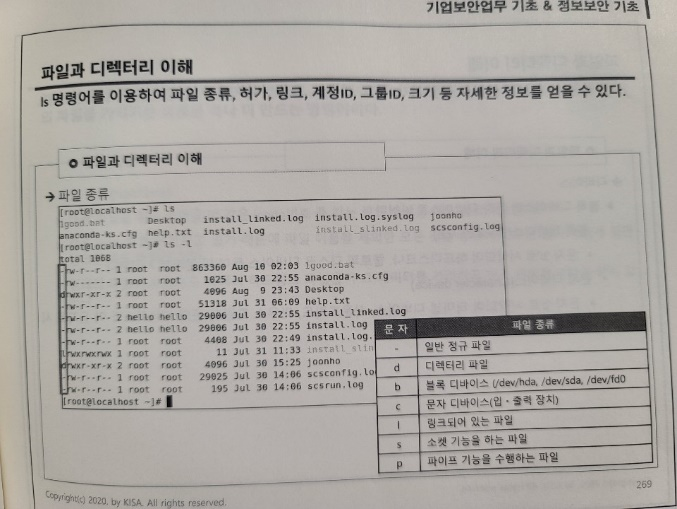 기업보안업무 기초 & 정보보안 기초
파일과 디렉터리 이해
ls 명령어를 이용하여 파일 종류, 허가, 링크, 계정ID, 그룹ID, 크기 등 자세한 정보를 얻을 수 있다.
파일과 디렉터리 이해
→ 파일 종류
[root@localhost ~]# ls
1good.bat Desktop install_linked.log install.log.syslog joonho
anaconda-ks.cfg help.txt install.log install_slinked.log scsconfig.log
[root@localhost ~]# ls -l
total 1068
-rw-r--r-- 1 root root 863360 Aug 10 02:03 1good.bat
-rw------- 1 root root 1025 Jul 30 22:55 anaconda-ks.cfg
drwxr-xr-x 2 root root 4096 Aug 9 23:43 Desktop
-rw-r--r-- 1 root root 51318 Jul 31 06:09 help.txt
-rw-r--r-- 2 hello hello 29006 Jul 30 22:55 install_linked.log
-rw-r--r-- 2 hello hello 29006 Jul 30 22:55 install.log
-rw-r--r-- 1 root root 4408 Jul 30 22:49 install.log.
lrwxrwxrwx 1 root root 11 Jul 31 11:33 install_slin
drwxr-xr-x 2 root root 4096 Jul 30 15:25 joonho
-rw-r--r-- 1 root root 29025 Jul 30 14:06 scsconfig.lo
-rw-r--r-- 1 root root 195 Jul 30 14:06 scsrun.log
[root@localhost ~]#
문자 파일 종류
- 일반 정규 파일
d 디렉터리 파일
b 블록 디바이스 (/dev/hda, /dev/sda, /dev/fd0
c 문자 디바이스(입·출력 장치)
l 링크되어 있는 파일
s 소켓 기능을 하는 파일
p 파이프 기능을 수행하는 파일
Copyright(c) 2020, by KISA. All rights reserved.
269